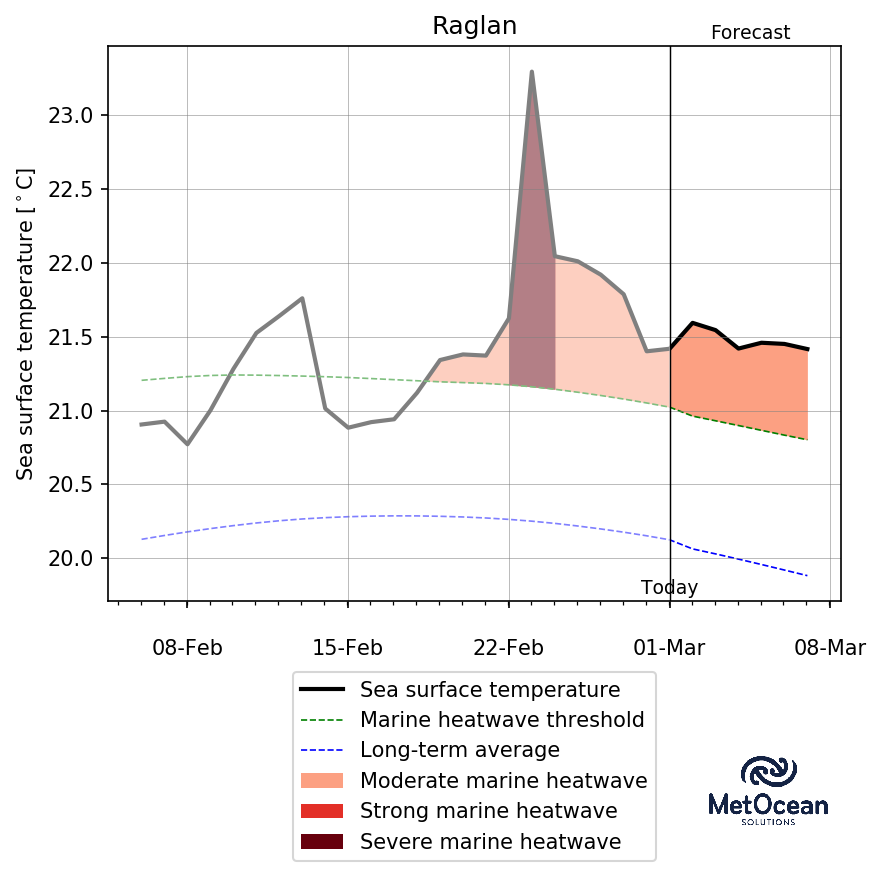 Raglan
Forecast
Sea surface temperature [°C]
23.0
22.5
22.0
21.5
21.0
20.5
20.0
Today
08-Feb 15-Feb 22-Feb 01-Mar 08-Mar
Sea surface temperature
Marine heatwave threshold
Long-term average
Moderate marine heatwave
Strong marine heatwave
Severe marine heatwave
MetOcean
SOLUTIONS